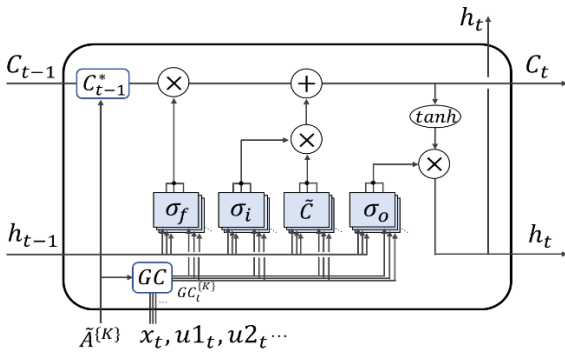 h_t
C_{t-1}
C^*_{t-1}
×
+
C_t
tanh
×
×
σ_f
σ_i
C̃
σ_o
h_{t-1}
h_t
GC
GC_t^{K}
...
Ã^{K}
x_t, u1_t, u2_t...